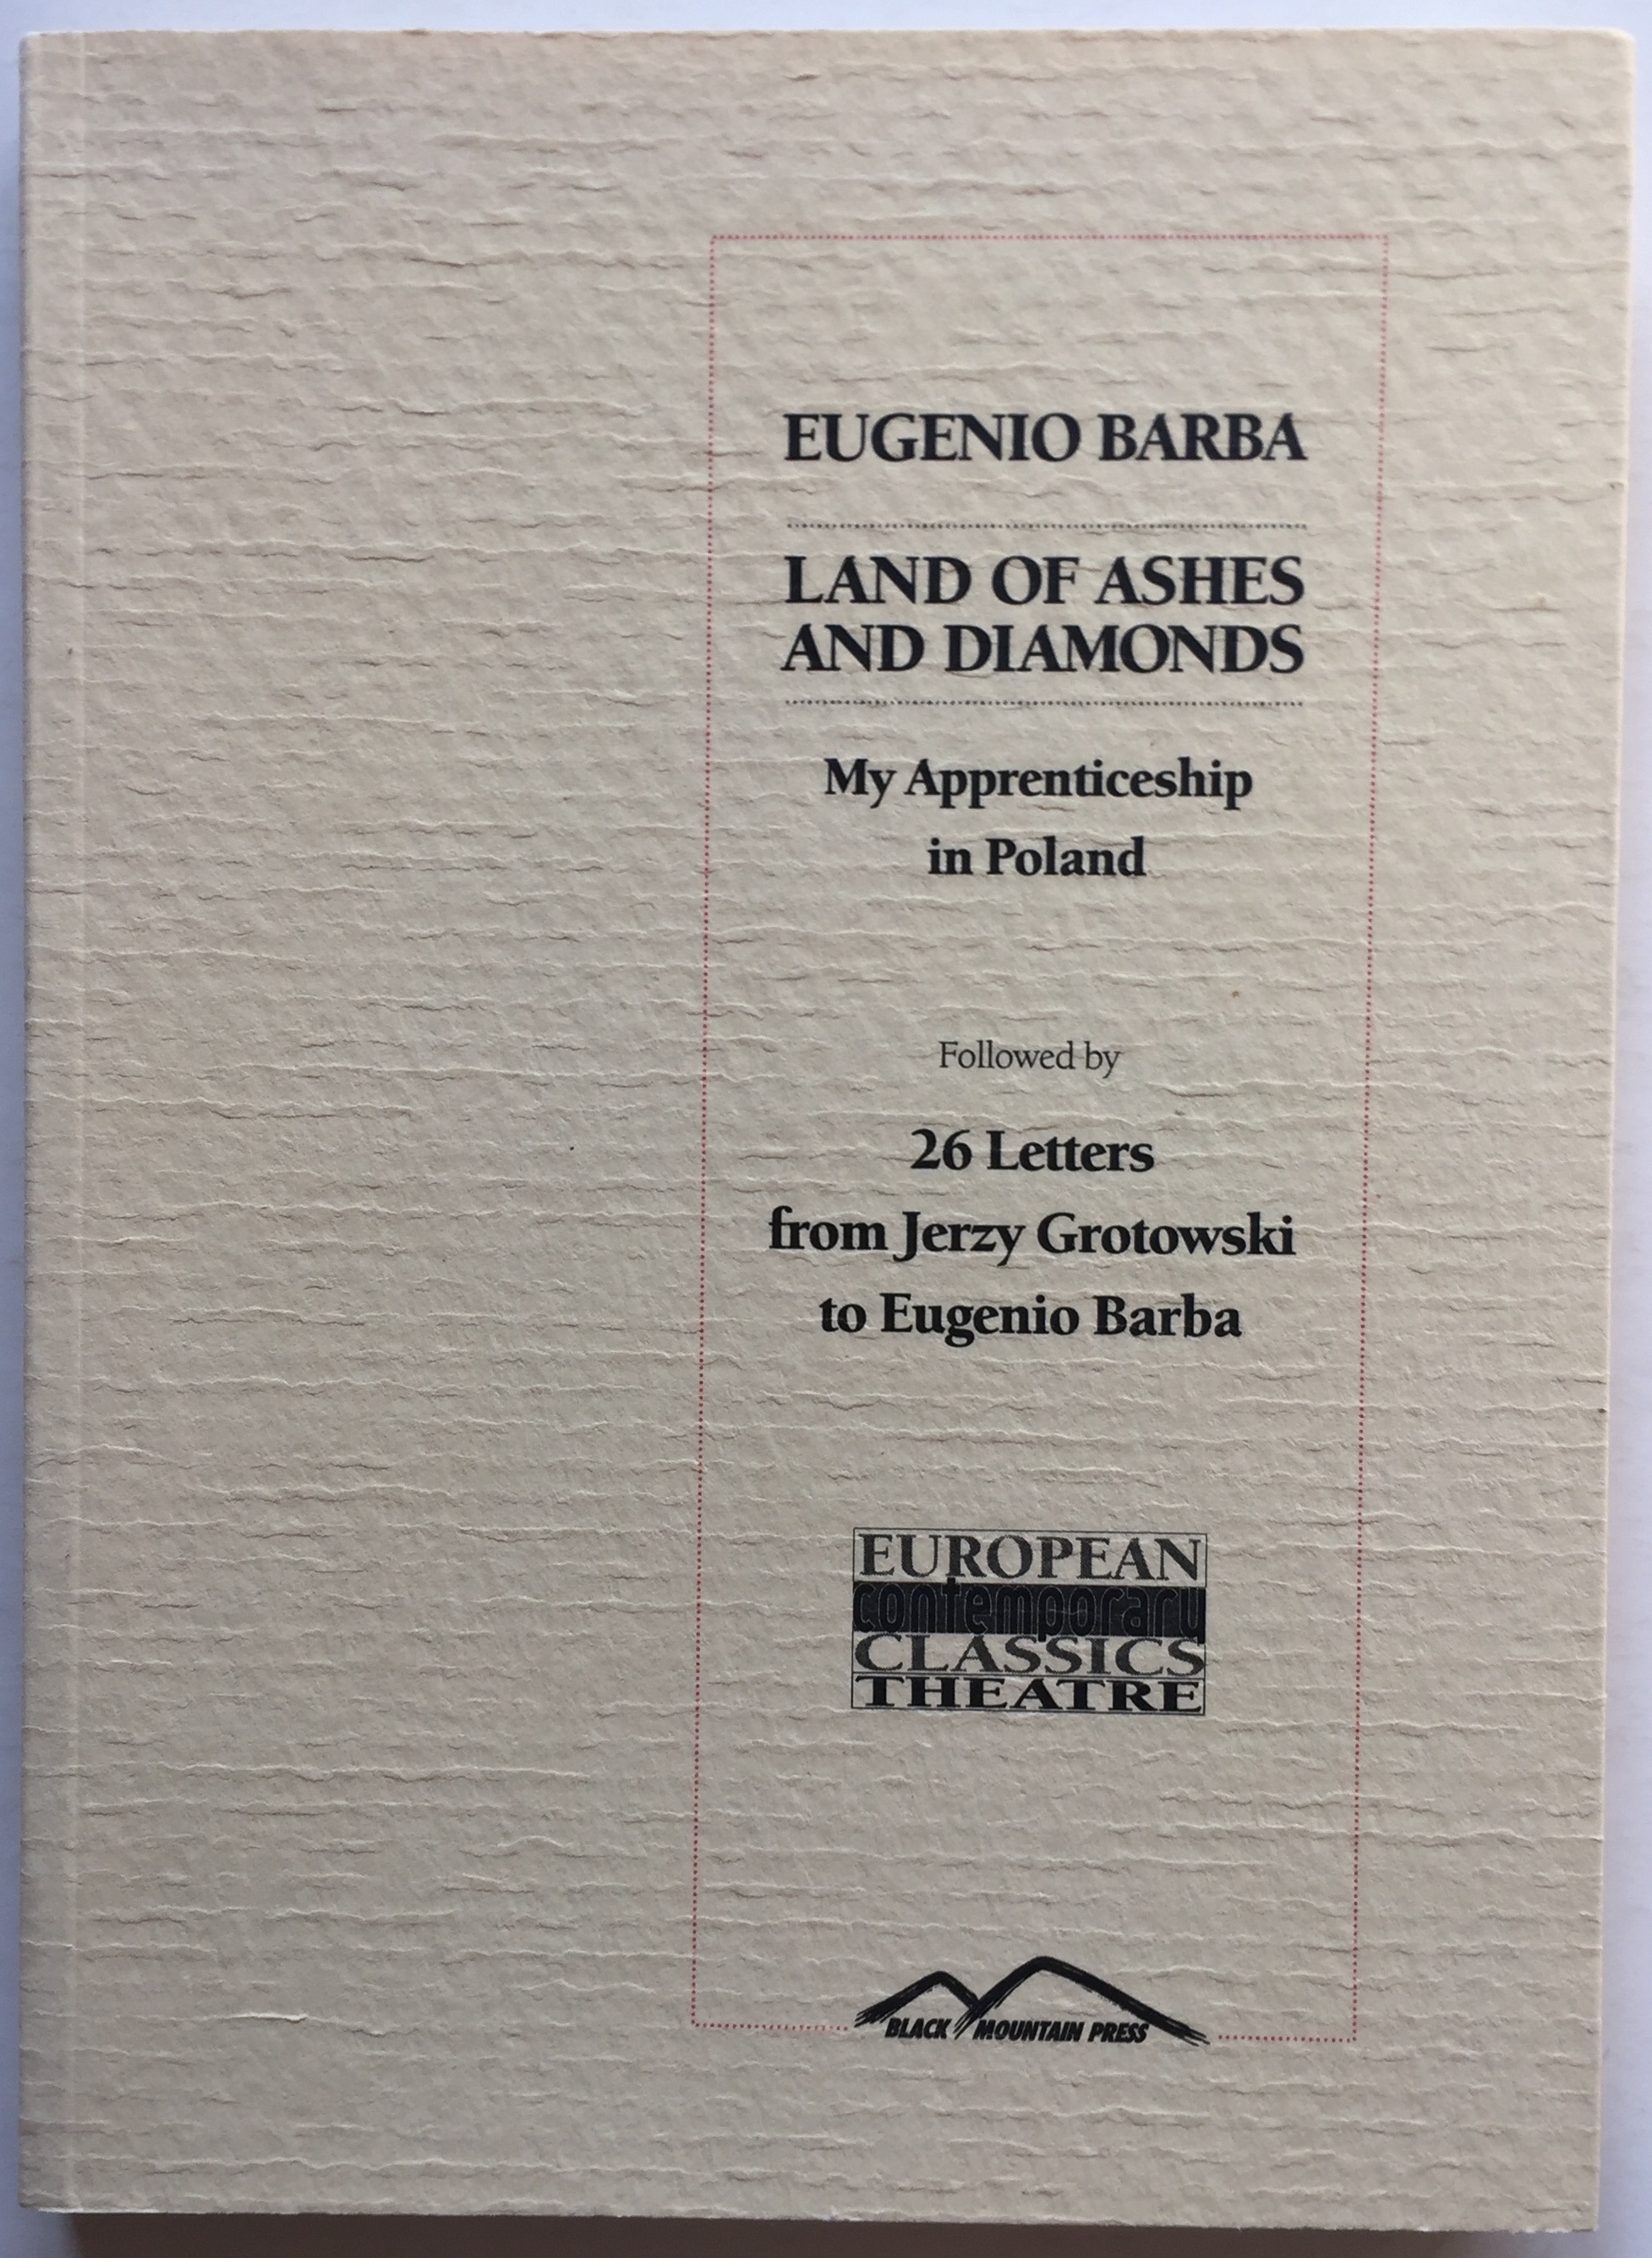 EUGENIO BARBA
LAND OF ASHES
AND DIAMONDS
My Apprenticeship
in Poland
Followed by
26 Letters
from Jerzy Grotowski
to Eugenio Barba
EUROPEAN
contemporary
CLASSICS
THEATRE
BLACK MOUNTAIN PRESS